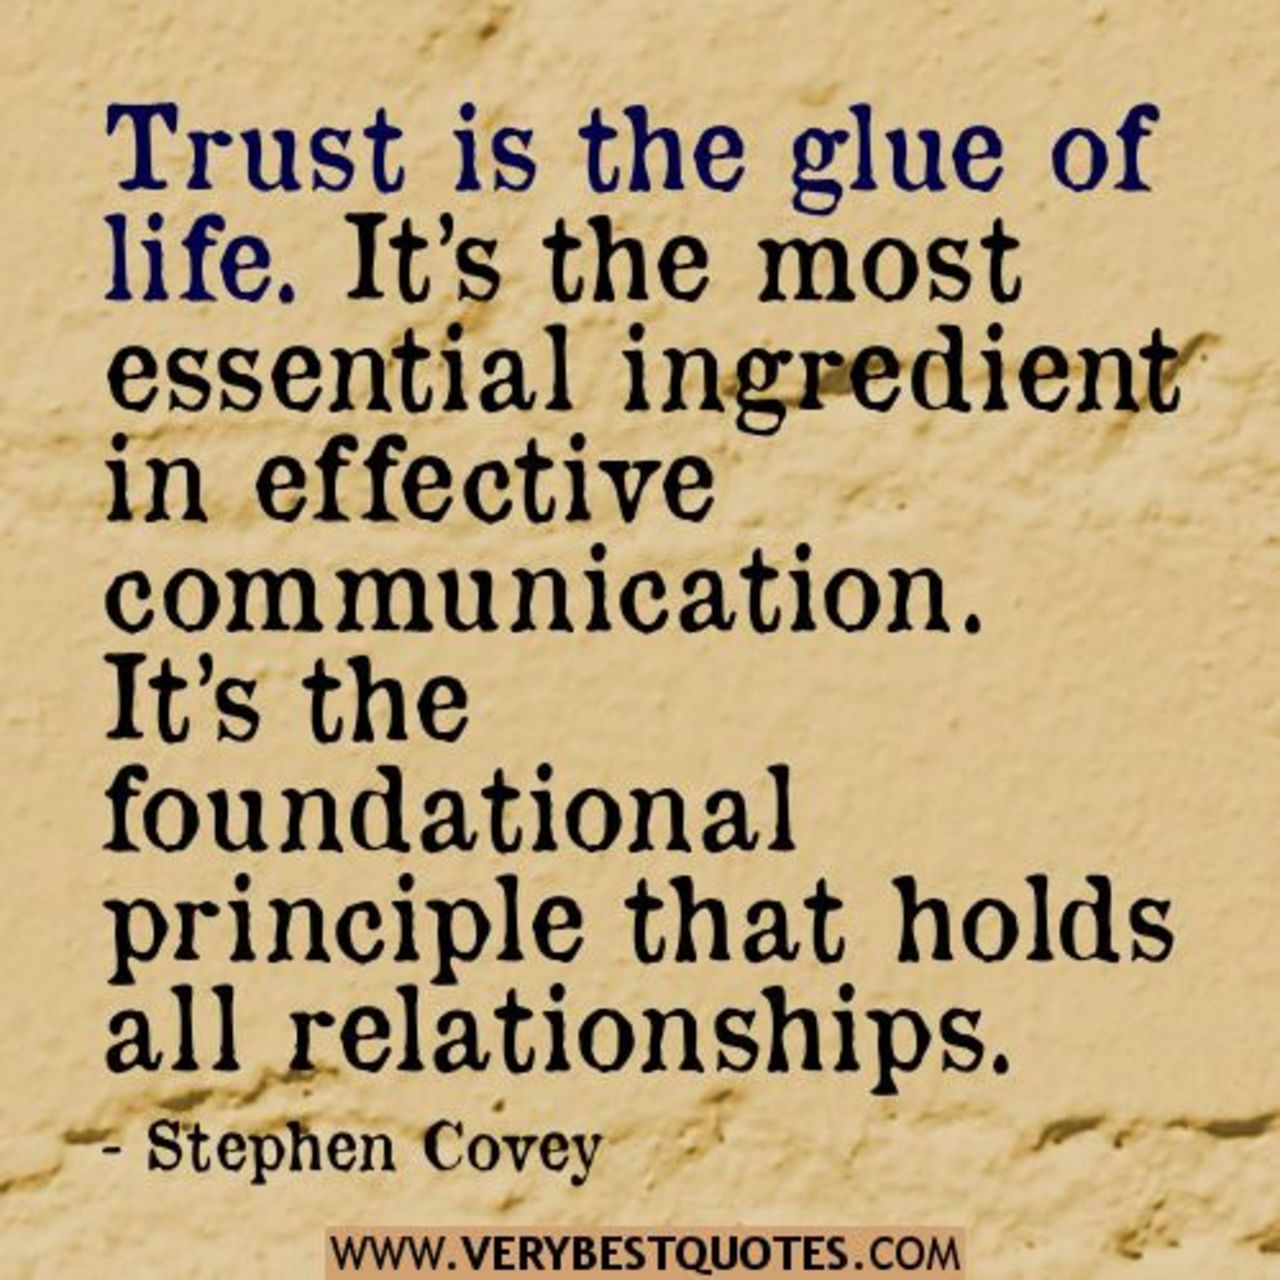 Trust is the glue of
life. It's the most
essential ingredient
in effective
communication.
It's the
foundational
principle that holds
all relationships.
- Stephen Covey
WWW.VERYBESTQUOTES.COM